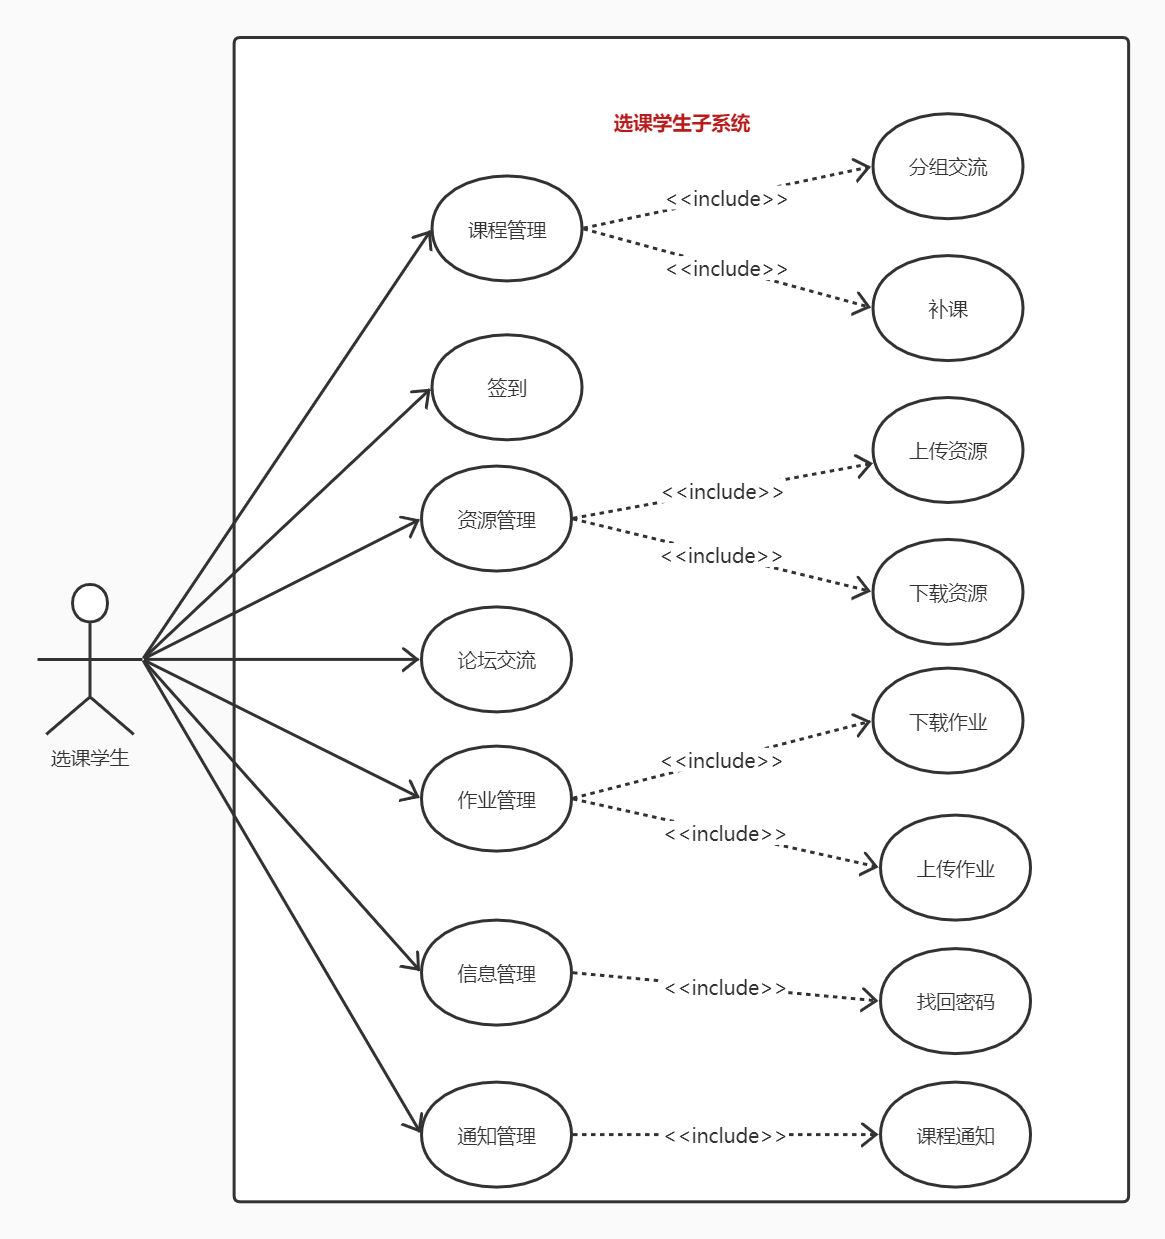 选课学生子系统
分组交流
<<include>>
课程管理
<<include>>
补课
签到
上传资源
<<include>>
资源管理
<<include>>
下载资源
论坛交流
下载作业
选课学生
<<include>>
作业管理
<<include>>
上传作业
信息管理
<<include>>
找回密码
通知管理
<<include>>
课程通知